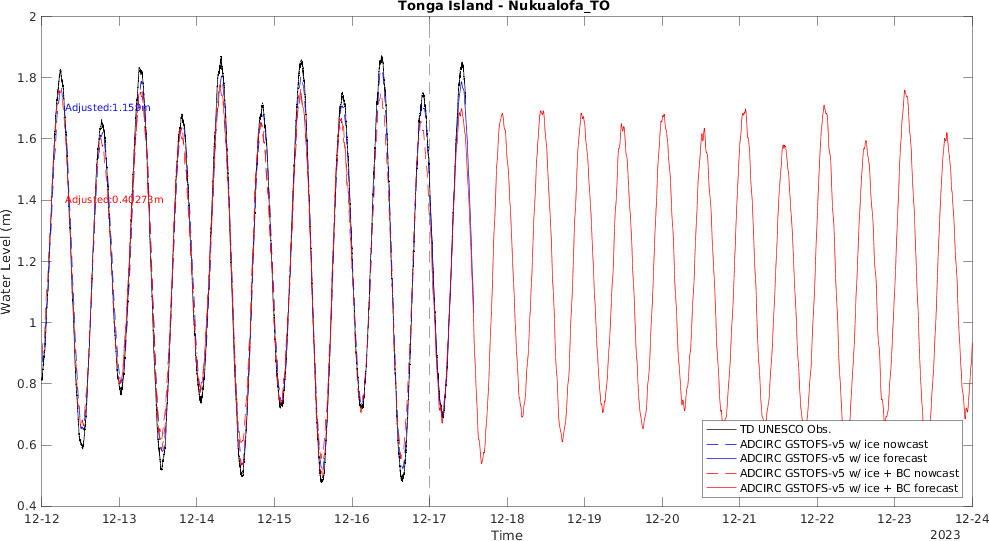 Tonga Island - Nukualofa_TO
2
1.8
1.6
1.4
1.2
1
0.8
0.6
0.4
Water Level (m)
Adjusted:1.159m
Adjusted:0.40273m
TD UNESCO Obs.
ADCIRC GSTOFS-v5 w/ ice nowcast
ADCIRC GSTOFS-v5 w/ ice forecast
ADCIRC GSTOFS-v5 w/ ice + BC nowcast
ADCIRC GSTOFS-v5 w/ ice + BC forecast
12-12 12-13 12-14 12-15 12-16 12-17 12-18 12-19 12-20 12-21 12-22 12-23 12-24
Time
2023